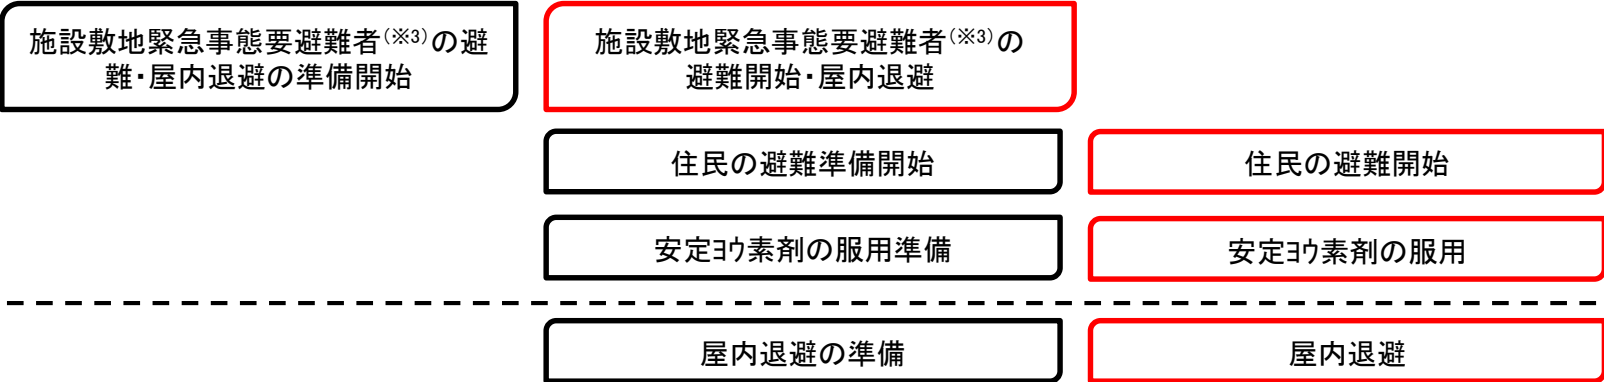 施設敷地緊急事態要避難者(※3)の避
難・屋内退避の準備開始
施設敷地緊急事態要避難者(※3)の
避難開始・屋内退避
住民の避難準備開始
住民の避難開始
安定ﾖｳ素剤の服用準備
安定ﾖｳ素剤の服用
屋内退避の準備
屋内退避